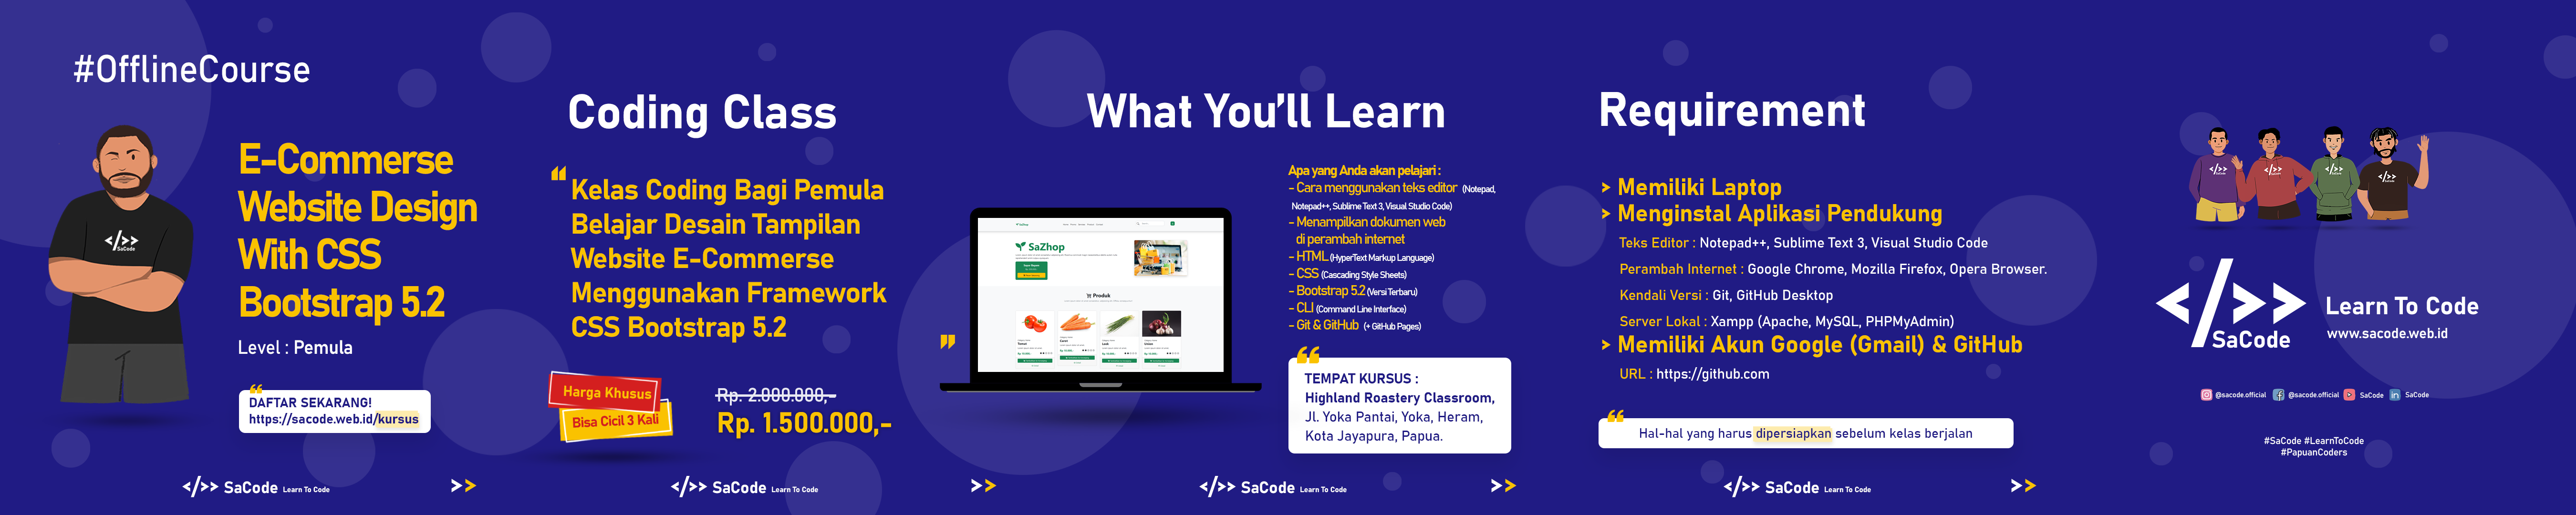 #OfflineCourse
E-Commerse
Website Design
With CSS
Bootstrap 5.2
Level : Pemula
DAFTAR SEKARANG!
https://sacode.web.id/kursus
</>> SaCode
SaCode Learn To Code
>>
Coding Class
“
Kelas Coding Bagi Pemula
Belajar Desain Tampilan
Website E-Commerse
Menggunakan Framework
CSS Bootstrap 5.2
”
Harga Khusus
Bisa Cicil 3 Kali
Rp. 2.000.000,-
Rp. 1.500.000,-
</>> SaCode Learn To Code
>>
What You'll Learn
SaZhop
Produk
Apa yang Anda akan pelajari :
- Cara menggunakan teks editor (Notepad,
Notepad++, Sublime Text 3, Visual Studio Code)
- Menampilkan dokumen web
di perambah internet
- HTML (HyperText Markup Language)
- CSS (Cascading Style Sheets)
- Bootstrap 5.2 (Versi Terbaru)
- CLI (Command Line Interface)
- Git & GitHub (+ GitHub Pages)
TEMPAT KURSUS :
Highland Roastery Classroom,
Jl. Yoka Pantai, Yoka, Heram,
Kota Jayapura, Papua.
</>> SaCode Learn To Code
>>
Requirement
> Memiliki Laptop
> Menginstal Aplikasi Pendukung
Teks Editor : Notepad++, Sublime Text 3, Visual Studio Code
Perambah Internet : Google Chrome, Mozilla Firefox, Opera Browser.
Kendali Versi : Git, GitHub Desktop
Server Lokal : Xampp (Apache, MySQL, PHPMyAdmin)
> Memiliki Akun Google (Gmail) & GitHub
URL : https://github.com
Hal-hal yang harus dipersiapkan sebelum kelas berjalan
</>> SaCode Learn To Code
>>
</>>
SaCode
Learn To Code
www.sacode.web.id
@sacode.official @sacode.official SaCode SaCode
#SaCode #LearnToCode
#PapuanCoders